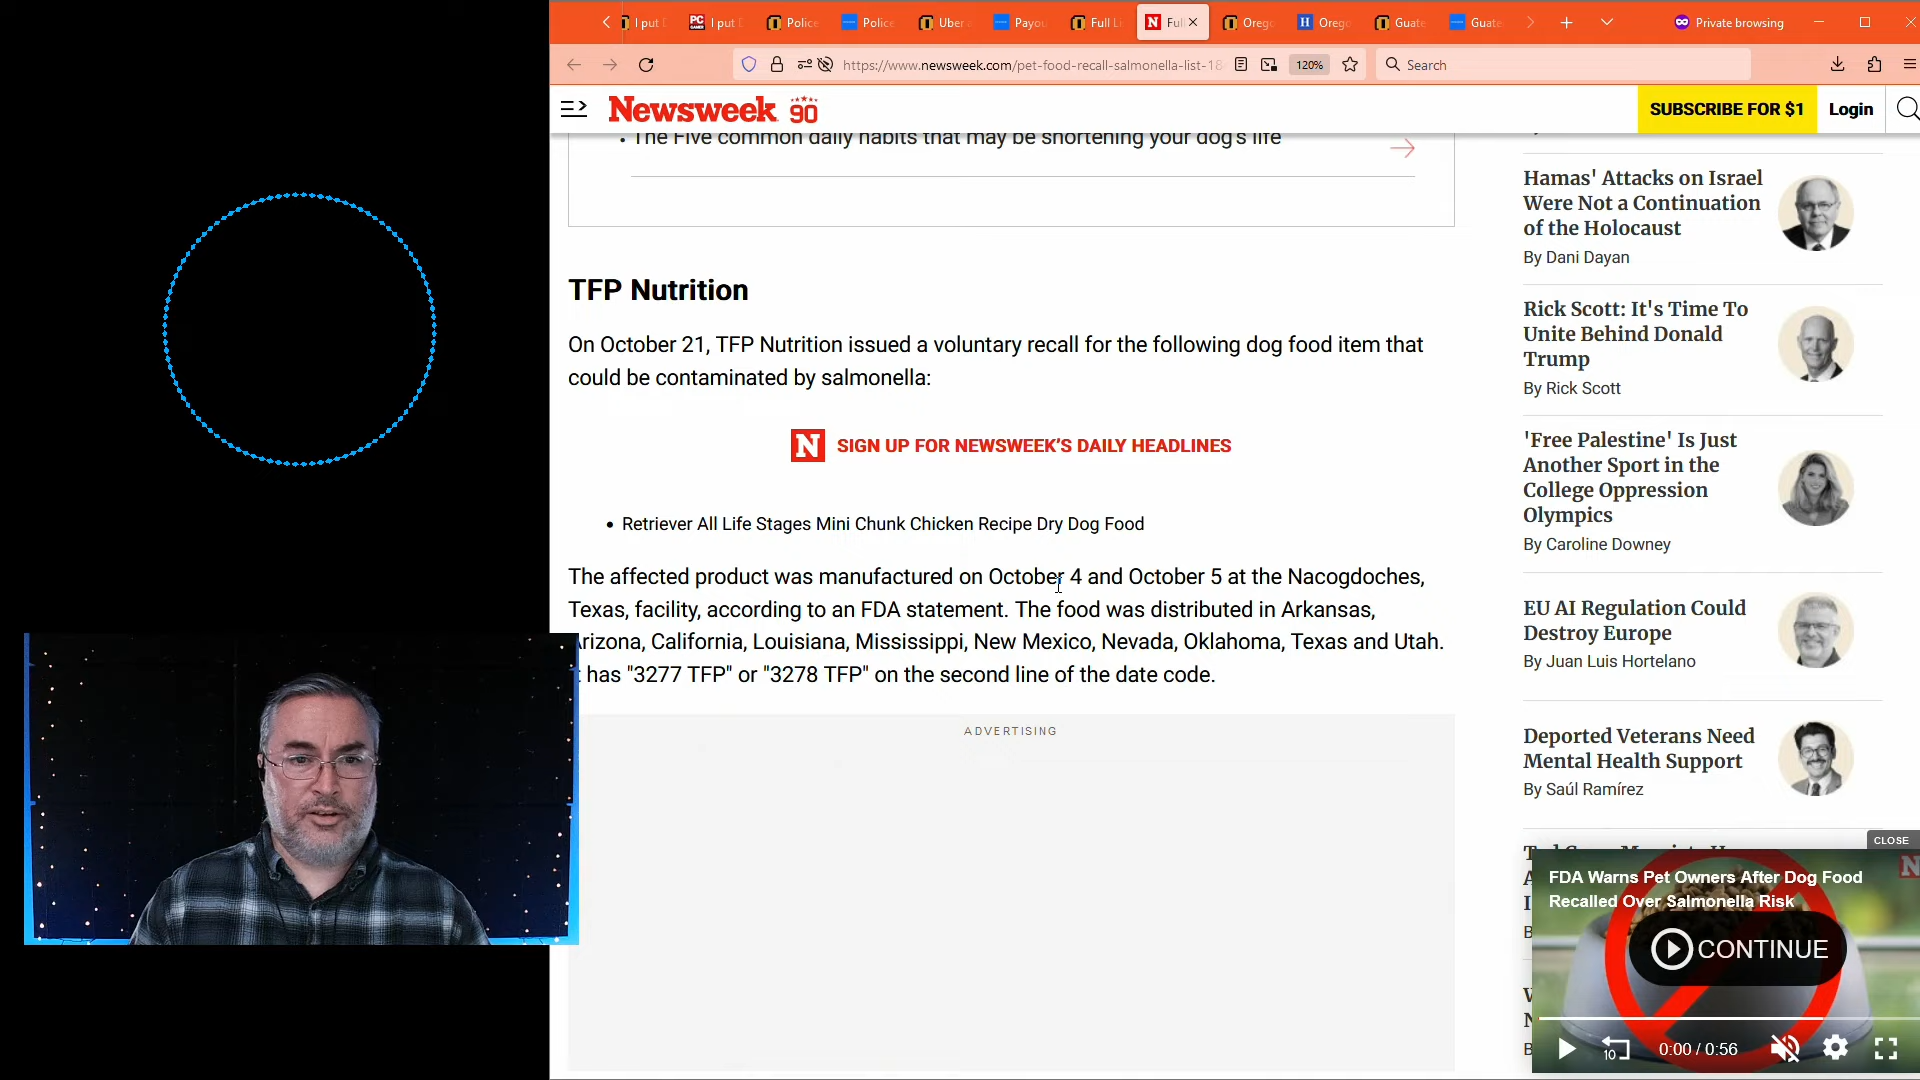 I put
I put
Police
Police
Uber
Payou
Full Li
N
Ful
Orego
H
Orego
Guate
Guate
Private browsing
https://www.newsweek.com/pet-food-recall-salmonella-list-18
120%
Search
Newsweek 90
SUBSCRIBE FOR $1
Login
The Five common daily habits that may be shortening your dog's life
TFP Nutrition
On October 21, TFP Nutrition issued a voluntary recall for the following dog food item that
could be contaminated by salmonella:
N SIGN UP FOR NEWSWEEK'S DAILY HEADLINES
• Retriever All Life Stages Mini Chunk Chicken Recipe Dry Dog Food
The affected product was manufactured on October 4 and October 5 at the Nacogdoches,
Texas, facility, according to an FDA statement. The food was distributed in Arkansas,
Arizona, California, Louisiana, Mississippi, New Mexico, Nevada, Oklahoma, Texas and Utah.
has "3277 TFP" or "3278 TFP" on the second line of the date code.
ADVERTISING
Hamas' Attacks on Israel
Were Not a Continuation
of the Holocaust
By Dani Dayan
Rick Scott: It's Time To
Unite Behind Donald
Trump
By Rick Scott
'Free Palestine' Is Just
Another Sport in the
College Oppression
Olympics
By Caroline Downey
EU AI Regulation Could
Destroy Europe
By Juan Luis Hortelano
Deported Veterans Need
Mental Health Support
By Saúl Ramírez
CLOSE
N
FDA Warns Pet Owners After Dog Food
Recalled Over Salmonella Risk
CONTINUE
10
0:00 / 0:56